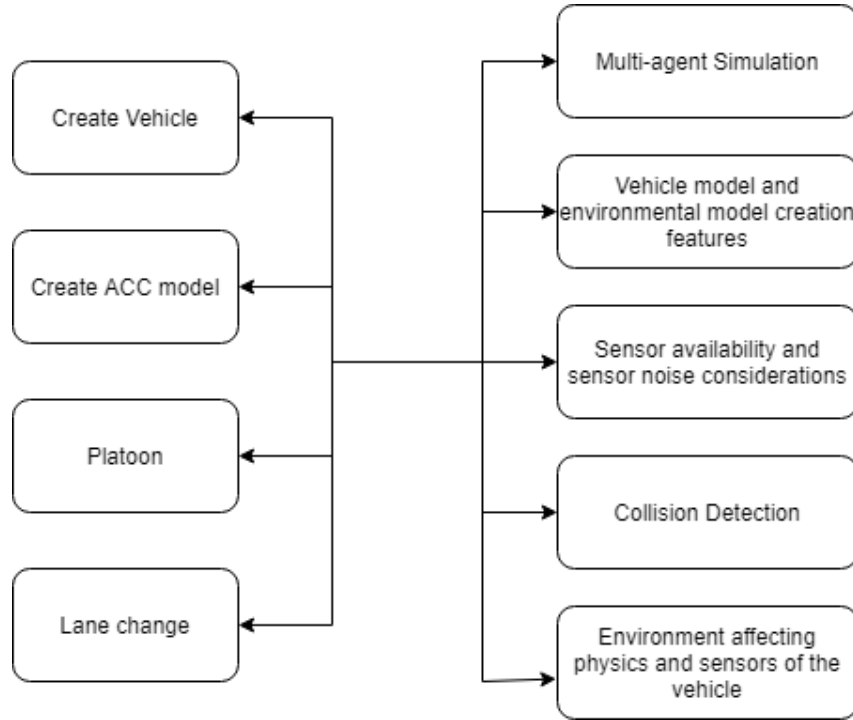 Create Vehicle
Create ACC model
Platoon
Lane change
Multi-agent Simulation
Vehicle model and
environmental model creation
features
Sensor availability and
sensor noise considerations
Collision Detection
Environment affecting
physics and sensors of the
vehicle